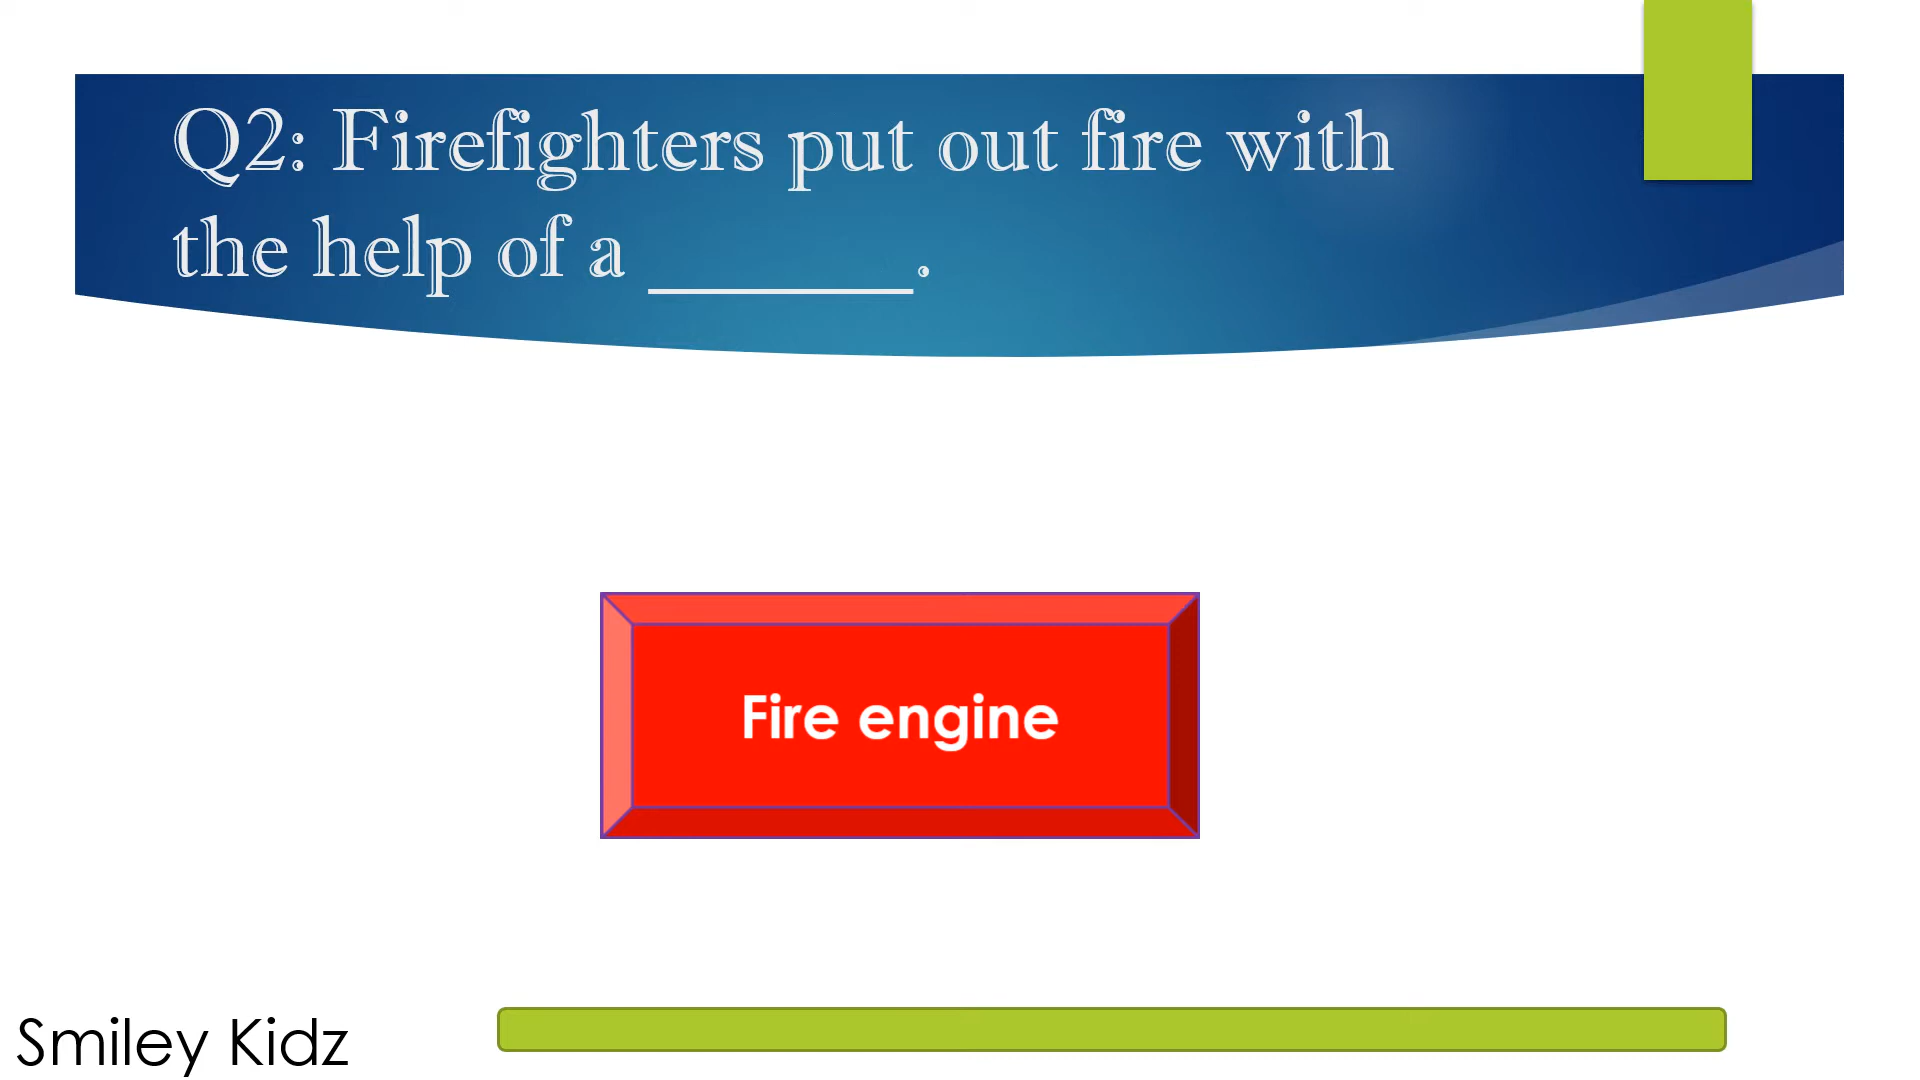 Q2: Firefighters put out fire with
the help of a ______.
Fire engine
Smiley Kidz